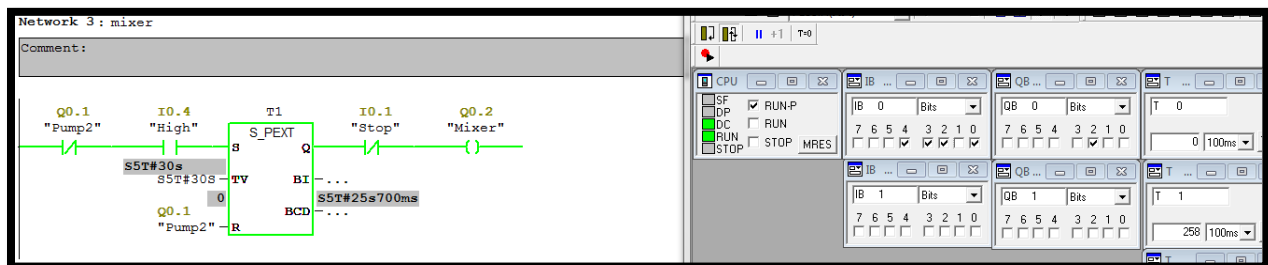 Network 3 : mixer
Comment:
Q0.1 I0.4 T1 I0.1 Q0.2
"Pump2" "High" S_PEXT "Stop" "Mixer"
S Q
S5T#30s
S5T#30S TV BI ...
0 S5T#25s700ms
Q0.1 BCD ...
"Pump2" R
+1 T=0
CPU
SF
DP
DC
RUN
STOP
RUN-P
RUN
STOP MRES
IB ...
IB 0 Bits
7 6 5 4 3 2 1 0
QB ...
QB 0 Bits
7 6 5 4 3 2 1 0
T ...
T 0
0 100ms
IB ...
IB 1 Bits
7 6 5 4 3 2 1 0
QB ...
QB 1 Bits
7 6 5 4 3 2 1 0
T ...
T 1
258 100ms